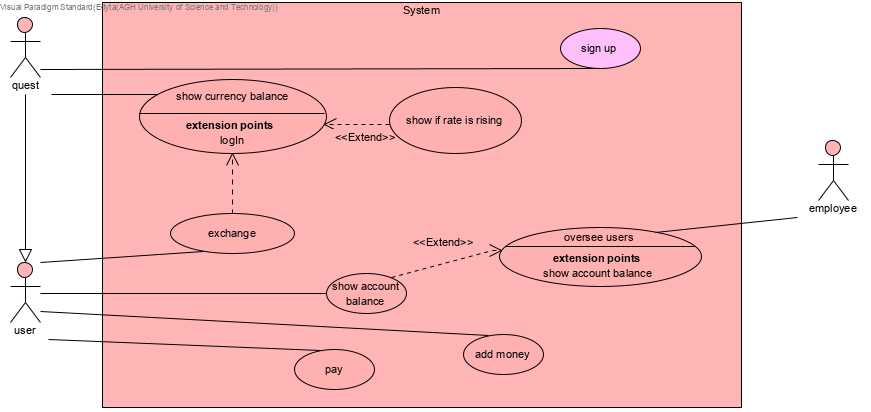 Visual Paradigm Standard(Edyta(AGH University of Science and Technology))
System
sign up
quest
show currency balance
extension points
logIn
show if rate is rising
<<Extend>>
employee
exchange
<<Extend>>
oversee users
extension points
show account balance
show account
balance
user
add money
pay